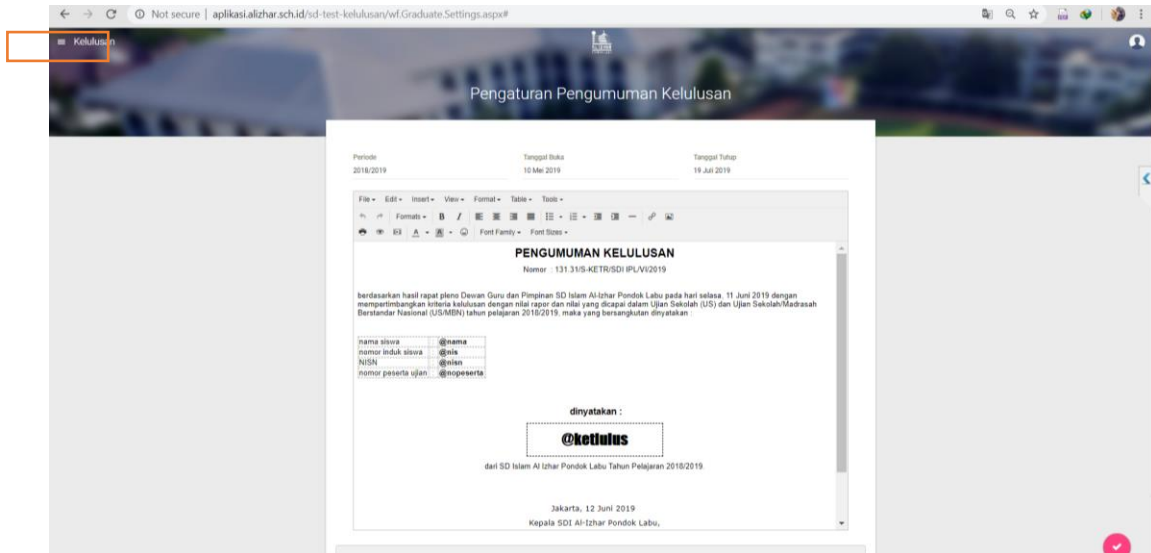 Not secure | aplikasi.alizhar.sch.id/sd-test-kelulusan/wf.Graduate.Settings.aspx#
Kelulusan
Pengaturan Pengumuman Kelulusan
Periode Tanggal Buka Tanggal Tutup
2018/2019 10 Mei 2019 19 Juli 2019
File Edit Insert View Format Table Tools
Formats B I
A A Font Family Font Sizes
PENGUMUMAN KELULUSAN
Nomor : 131.31/S-KETR/SDI IPL/VI/2019
berdasarkan hasil rapat pleno Dewan Guru dan Pimpinan SD Islam Al-Izhar Pondok Labu pada hari selasa, 11 Juni 2019 dengan
mempertimbangkan kriteria kelulusan dengan nilai rapor dan nilai yang dicapai dalam Ujian Sekolah (US) dan Ujian Sekolah/Madrasah
Berstandar Nasional (US/MBN) tahun pelajaran 2018/2019, maka yang bersangkutan dinyatakan :
nama siswa : @nama
nomor induk siswa : @nis
NISN : @nisn
nomor peserta ujian : @nopeserta
dinyatakan :
@ketlulus
dari SD Islam Al Izhar Pondok Labu Tahun Pelajaran 2018/2019.
Jakarta, 12 Juni 2019
Kepala SDI Al-Izhar Pondok Labu,